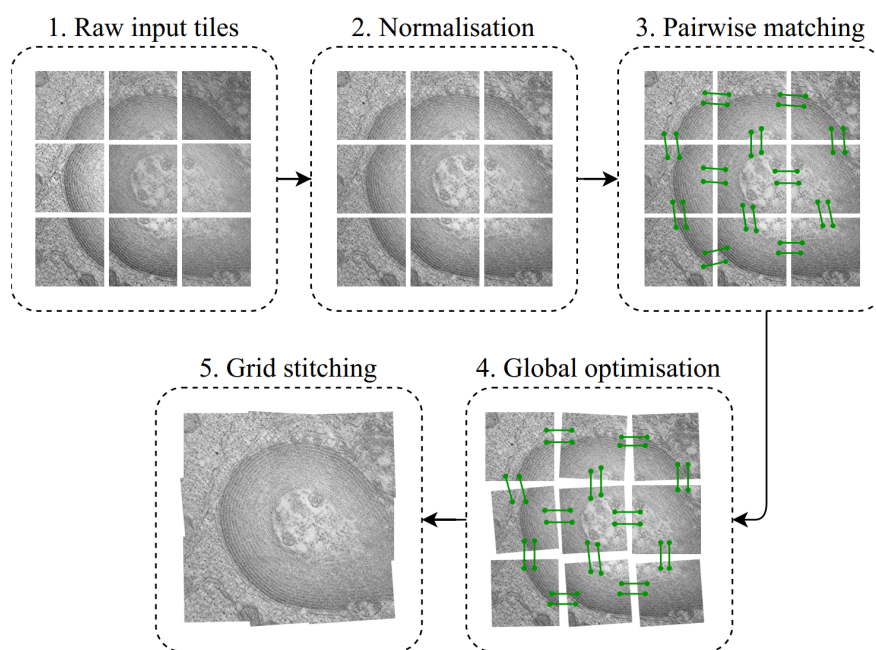 1. Raw input tiles
2. Normalisation
3. Pairwise matching
4. Global optimisation
5. Grid stitching